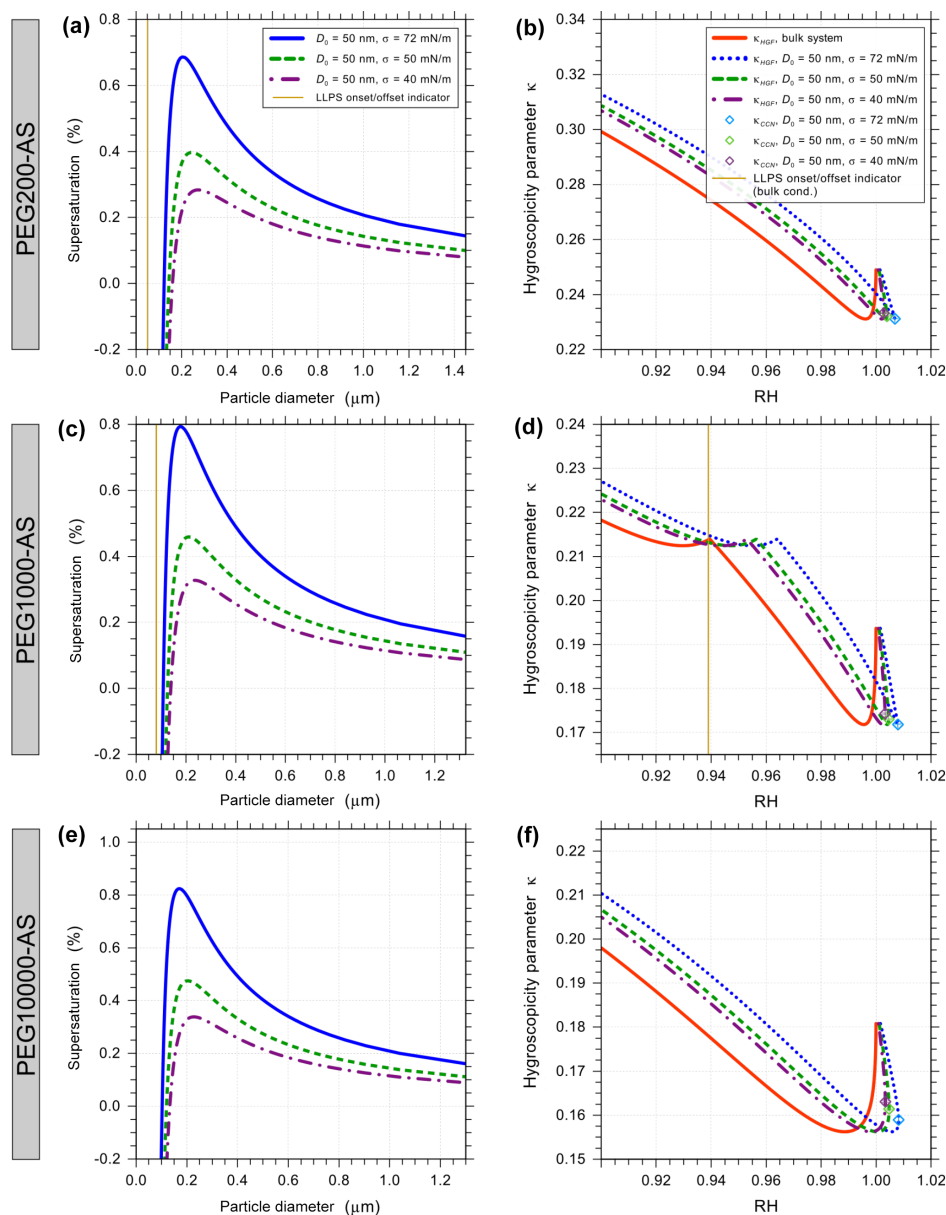 PEG200-AS
(a)
0.8
0.6
0.4
0.2
0.0
-0.2
Supersaturation (%)
D0 = 50 nm, σ = 72 mN/m
D0 = 50 nm, σ = 50 mN/m
D0 = 50 nm, σ = 40 mN/m
LLPS onset/offset indicator
0.0 0.2 0.4 0.6 0.8 1.0 1.2 1.4
Particle diameter (μm)
(b)
0.34
0.32
0.30
0.28
0.26
0.24
0.22
Hygroscopicity parameter κ
κHGF, bulk system
κHGF, D0 = 50 nm, σ = 72 mN/m
κHGF, D0 = 50 nm, σ = 50 mN/m
κHGF, D0 = 50 nm, σ = 40 mN/m
κCCN, D0 = 50 nm, σ = 72 mN/m
κCCN, D0 = 50 nm, σ = 50 mN/m
κCCN, D0 = 50 nm, σ = 40 mN/m
LLPS onset/offset indicator
(bulk cond.)
0.92 0.94 0.96 0.98 1.00 1.02
RH
PEG1000-AS
(c)
0.8
0.6
0.4
0.2
0.0
-0.2
Supersaturation (%)
0.0 0.2 0.4 0.6 0.8 1.0 1.2
Particle diameter (μm)
(d)
0.24
0.23
0.22
0.21
0.20
0.19
0.18
0.17
Hygroscopicity parameter κ
0.92 0.94 0.96 0.98 1.00 1.02
RH
PEG10000-AS
(e)
1.0
0.8
0.6
0.4
0.2
0.0
-0.2
Supersaturation (%)
0.0 0.2 0.4 0.6 0.8 1.0 1.2
Particle diameter (μm)
(f)
0.22
0.21
0.20
0.19
0.18
0.17
0.16
0.15
Hygroscopicity parameter κ
0.92 0.94 0.96 0.98 1.00 1.02
RH